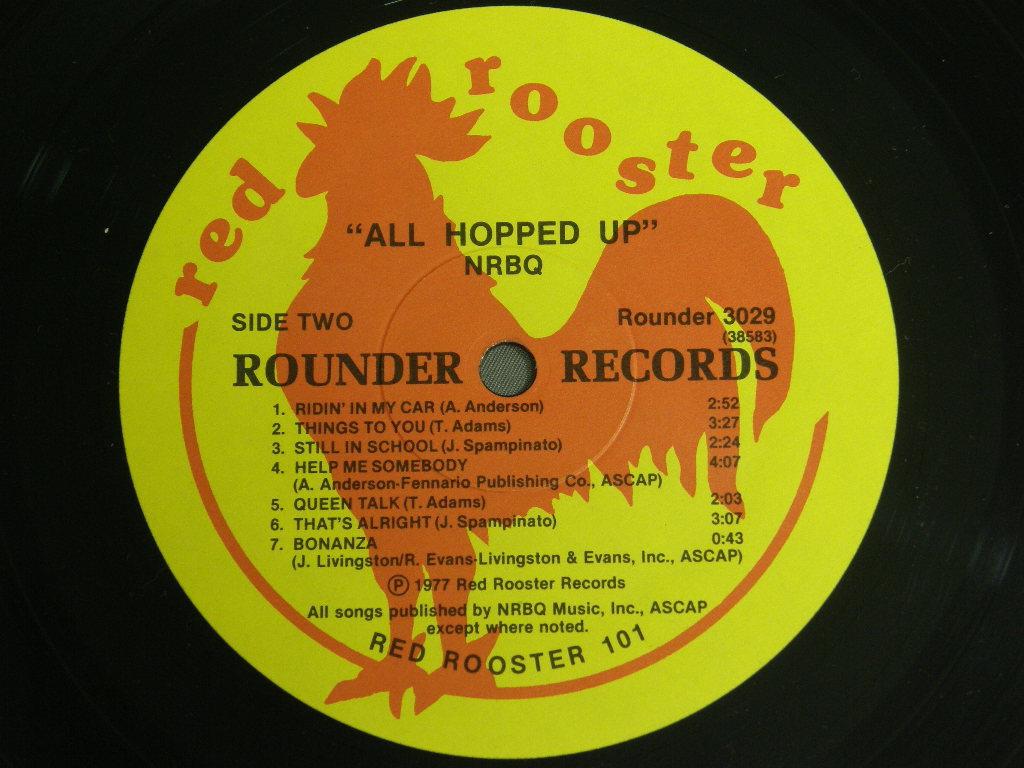 red rooster
“ALL HOPPED UP”
NRBQ
SIDE TWO
Rounder 3029
(38583)
ROUNDER RECORDS
1. RIDIN’ IN MY CAR (A. Anderson) 2:52
2. THINGS TO YOU (T. Adams) 3:27
3. STILL IN SCHOOL (J. Spampinato) 2:24
4. HELP ME SOMEBODY 4:07
(A. Anderson-Fennario Publishing Co., ASCAP)
5. QUEEN TALK (T. Adams) 2:03
6. THAT’S ALRIGHT (J. Spampinato) 3:07
7. BONANZA 0:43
(J. Livingston/R. Evans-Livingston & Evans, Inc., ASCAP)
Ⓟ 1977 Red Rooster Records
All songs published by NRBQ Music, Inc., ASCAP
except where noted.
RED ROOSTER 101